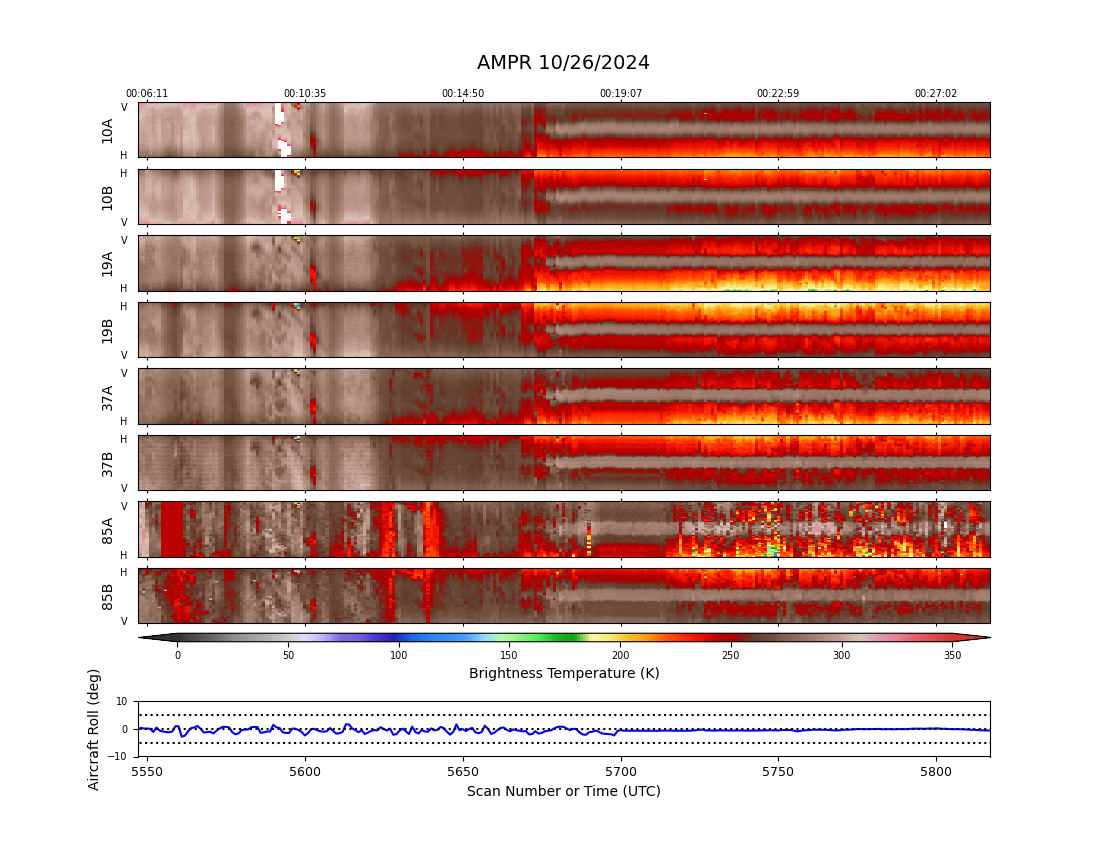 AMPR 10/26/2024
00:06:11 00:10:35 00:14:50 00:19:07 00:22:59 00:27:02
V
10A
H
H
10B
V
V
19A
H
H
19B
V
V
37A
H
H
37B
V
V
85A
H
H
85B
V
0 50 100 150 200 250 300 350
Brightness Temperature (K)
Aircraft Roll (deg)
10
0
−10
5550 5600 5650 5700 5750 5800
Scan Number or Time (UTC)